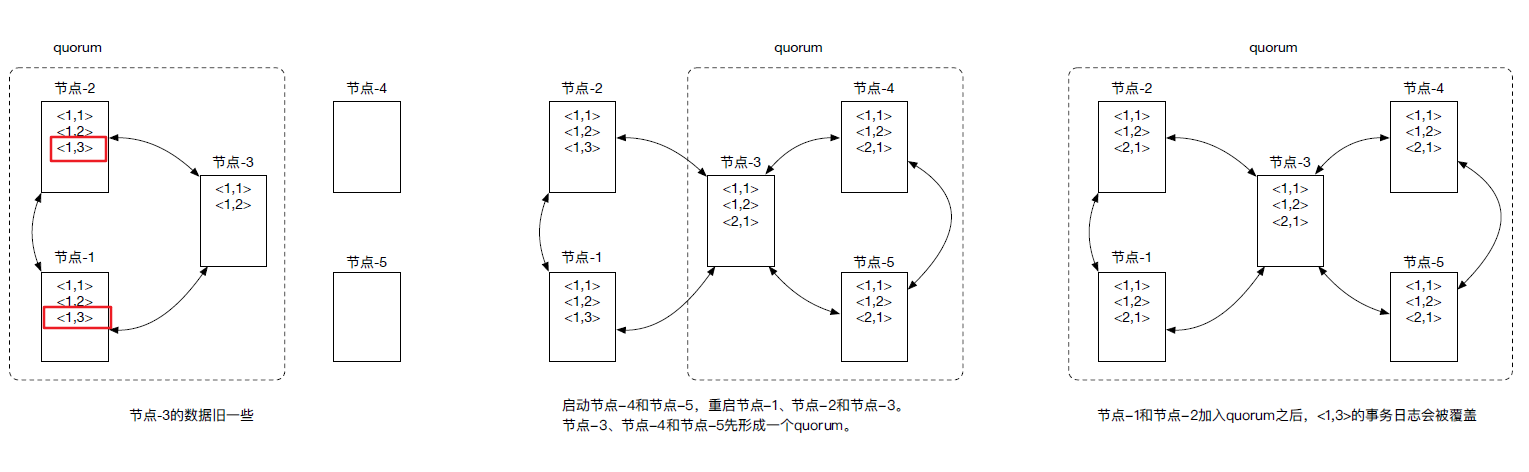 quorum
节点-2
<1,1>
<1,2>
<1,3>
节点-3
<1,1>
<1,2>
节点-1
<1,1>
<1,2>
<1,3>
节点-4
节点-5
节点-3的数据旧一些
quorum
节点-2
<1,1>
<1,2>
<1,3>
节点-4
<1,1>
<1,2>
<2,1>
节点-3
<1,1>
<1,2>
<2,1>
节点-1
<1,1>
<1,2>
<1,3>
节点-5
<1,1>
<1,2>
<2,1>
启动节点-4和节点-5，重启节点-1、节点-2和节点-3。
节点-3、节点-4和节点-5先形成一个quorum。
quorum
节点-2
<1,1>
<1,2>
<2,1>
节点-4
<1,1>
<1,2>
<2,1>
节点-3
<1,1>
<1,2>
<2,1>
节点-1
<1,1>
<1,2>
<2,1>
节点-5
<1,1>
<1,2>
<2,1>
节点-1和节点-2加入quorum之后，<1,3>的事务日志会被覆盖